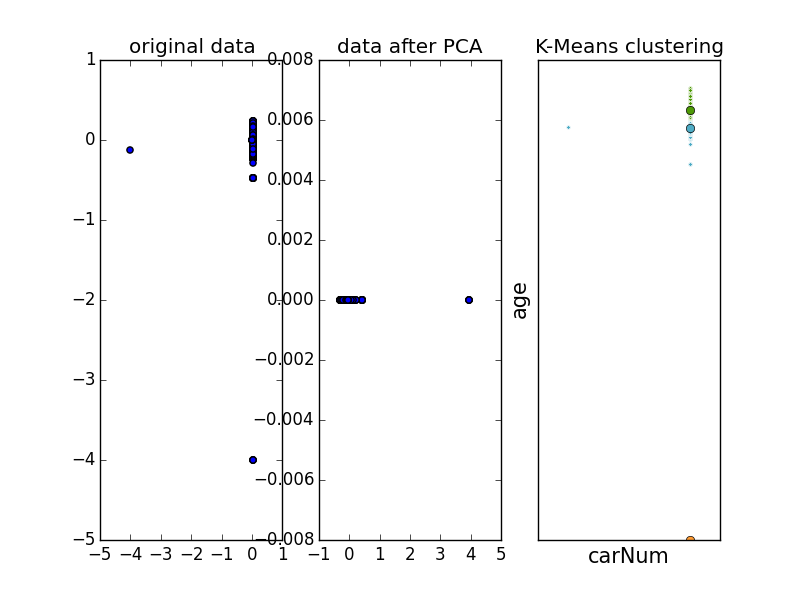 original data
data after PCA
K-Means clustering
1
0
−1
−2
−3
−4
−5
−5 −4 −3 −2 −1 0 1
0.008
0.006
0.004
0.002
0.000
−0.002
−0.004
−0.006
−0.008
−1 0 1 2 3 4 5
age
carNum